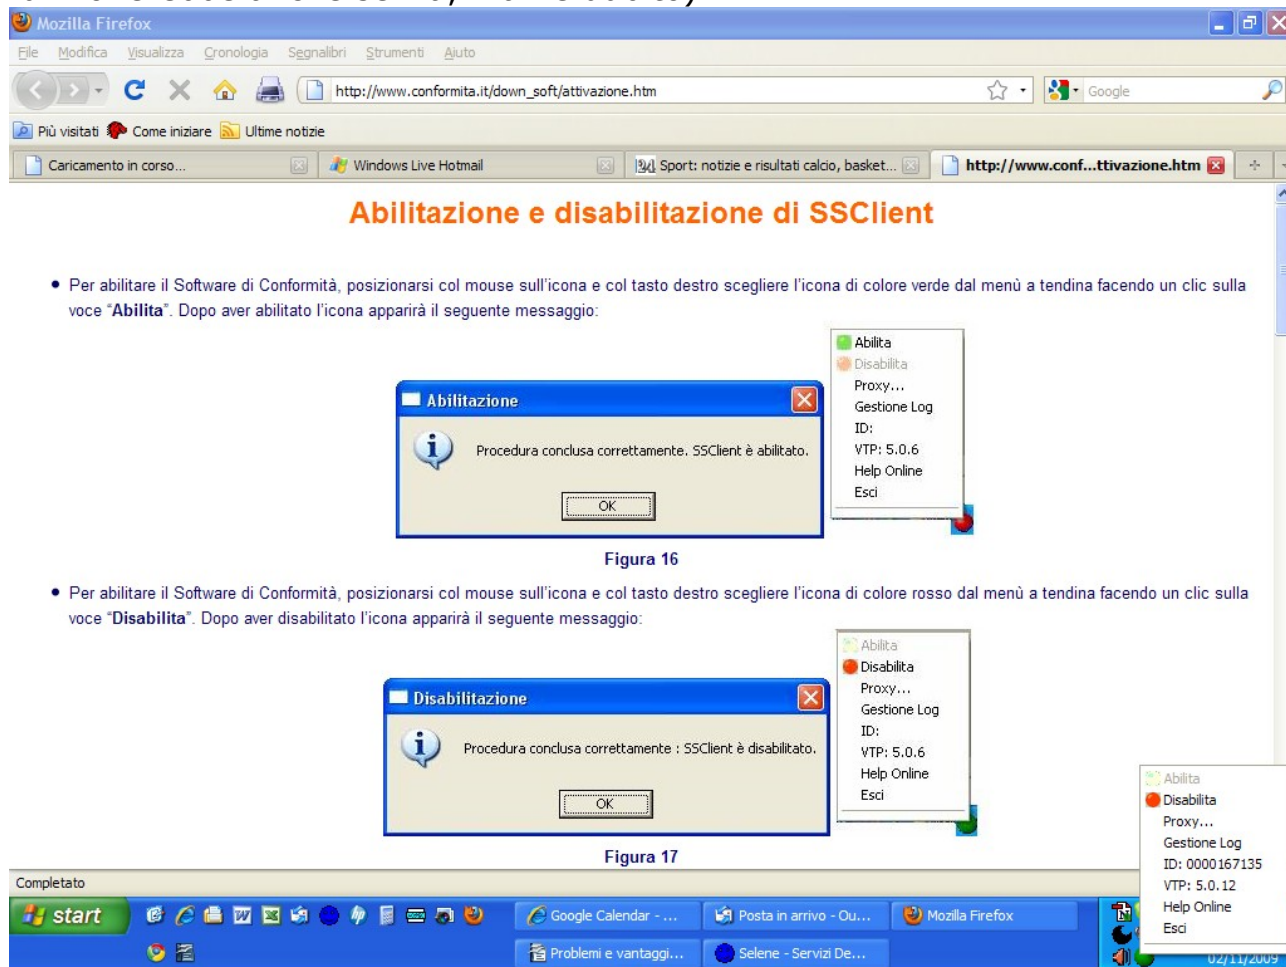 Mozilla Firefox
File Modifica Visualizza Cronologia Segnalibri Strumenti Aiuto
http://www.conformita.it/down_soft/attivazione.htm
Google
Più visitati Come iniziare Ultime notizie
Caricamento in corso... Windows Live Hotmail Sport: notizie e risultati calcio, basket... http://www.conf...ttivazione.htm
Abilitazione e disabilitazione di SSClient
• Per abilitare il Software di Conformità, posizionarsi col mouse sull'icona e col tasto destro scegliere l'icona di colore verde dal menù a tendina facendo un clic sulla
voce "Abilita". Dopo aver abilitato l'icona apparirà il seguente messaggio:
Abilitazione
Procedura conclusa correttamente. SSClient è abilitato.
OK
Abilita
Disabilita
Proxy...
Gestione Log
ID:
VTP: 5.0.6
Help Online
Esci
Figura 16
• Per abilitare il Software di Conformità, posizionarsi col mouse sull'icona e col tasto destro scegliere l'icona di colore rosso dal menù a tendina facendo un clic sulla
voce "Disabilita". Dopo aver disabilitato l'icona apparirà il seguente messaggio:
Disabilitazione
Procedura conclusa correttamente : SSClient è disabilitato.
OK
Abilita
Disabilita
Proxy...
Gestione Log
ID:
VTP: 5.0.6
Help Online
Esci
Figura 17
Abilita
Disabilita
Proxy...
Gestione Log
ID: 0000167135
VTP: 5.0.12
Help Online
Esci
Completato
start
Google Calendar - ... Posta in arrivo - Ou... Mozilla Firefox
Problemi e vantaggi... Selene - Servizi De...
02/11/2009